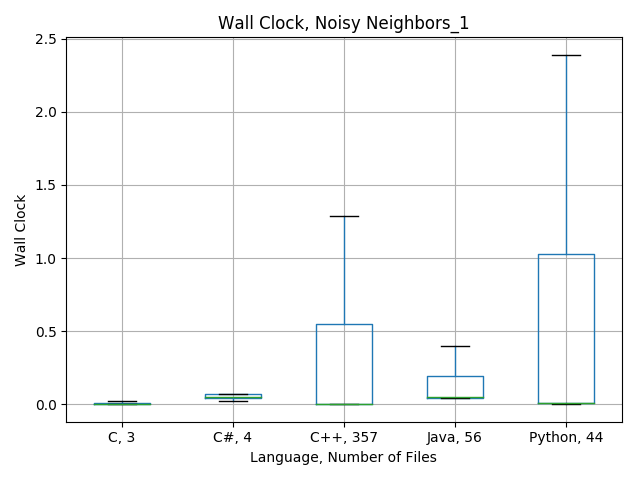 Wall Clock, Noisy Neighbors_1
2.5
2.0
1.5
1.0
0.5
0.0
Wall Clock
C, 3
C#, 4
C++, 357
Java, 56
Python, 44
Language, Number of Files